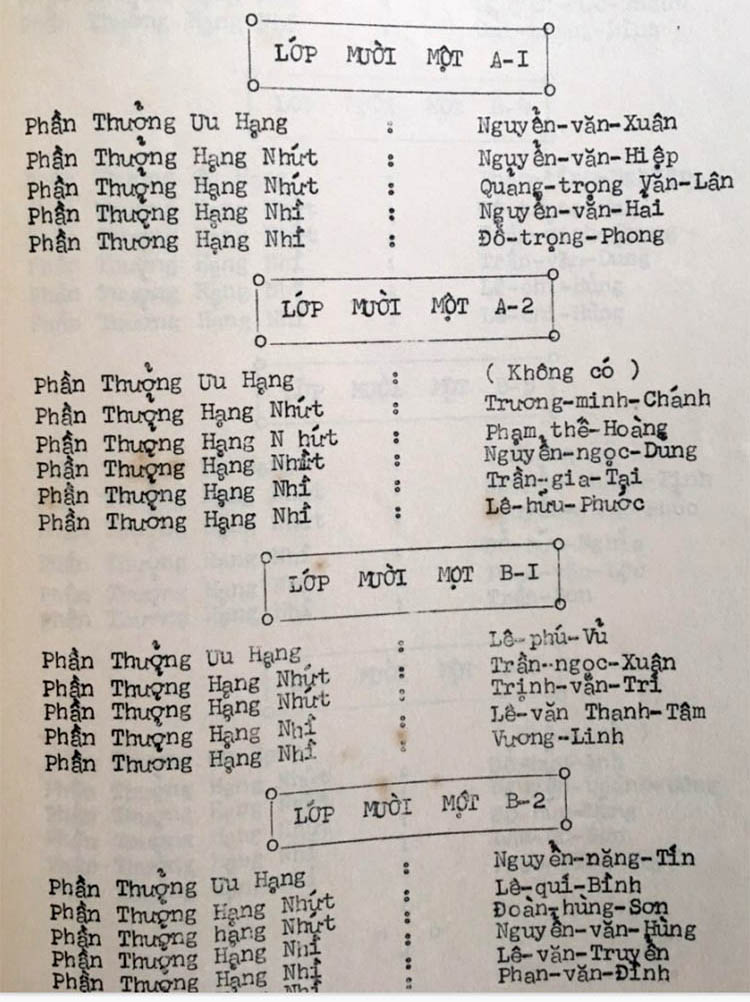 LỚP MƯỜI MỘT A-I
Phần Thưởng Ưu Hạng : Nguyễn-văn-Xuân
Phần Thưởng Hạng Nhứt : Nguyễn-văn-Hiệp
Phần Thưởng Hạng Nhứt : Quảng-trọng Văn-Lân
Phần Thưởng Hạng Nhì : Nguyễn-văn-Hai
Phần Thưởng Hạng Nhì : Đỗ-trọng-Phong
LỚP MƯỜI MỘT A-2
Phần Thưởng Ưu Hạng : ( Không có )
Phần Thưởng Hạng Nhứt : Trương-minh-Chánh
Phần Thưởng Hạng N hứt : Phạm-thế-Hoàng
Phần Thưởng Hạng Nhứt : Nguyễn-ngọc-Dung
Phần Thưởng Hạng Nhì : Trần-gia-Tại
Phần Thưởng Hạng Nhì : Lê-hữu-Phước
LỚP MƯỜI MỘT B-I
Phần Thưởng Ưu Hạng : Lê-phú-Vũ
Phần Thưởng Hạng Nhứt : Trần-ngọc-Xuân
Phần Thưởng Hạng Nhứt : Trịnh-văn-Trí
Phần Thưởng Hạng Nhì : Lê-văn Thanh-Tâm
Phần Thưởng Hạng Nhì : Vương-Linh
LỚP MƯỜI MỘT B-2
Phần Thưởng Ưu Hạng : Nguyễn-năng-Tín
Phần Thưởng Hạng Nhứt : Lê-quí-Bình
Phần Thưởng hạng Nhứt : Đoàn-hùng-Sơn
Phần Thưởng Hạng Nhì : Nguyễn-văn-Hùng
Phần Thưởng Hạng Nhì : Lê-văn-Truyền
Nhì : Phan-văn-Đình